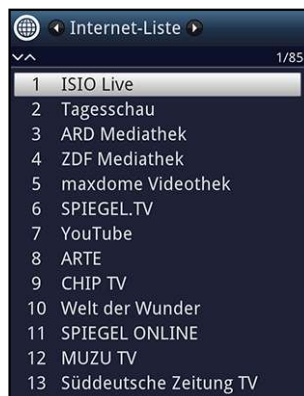 Internet-Liste
1/85
1 ISIO Live
2 Tagesschau
3 ARD Mediathek
4 ZDF Mediathek
5 maxdome Videothek
6 SPIEGEL.TV
7 YouTube
8 ARTE
9 CHIP TV
10 Welt der Wunder
11 SPIEGEL ONLINE
12 MUZU TV
13 Süddeutsche Zeitung TV